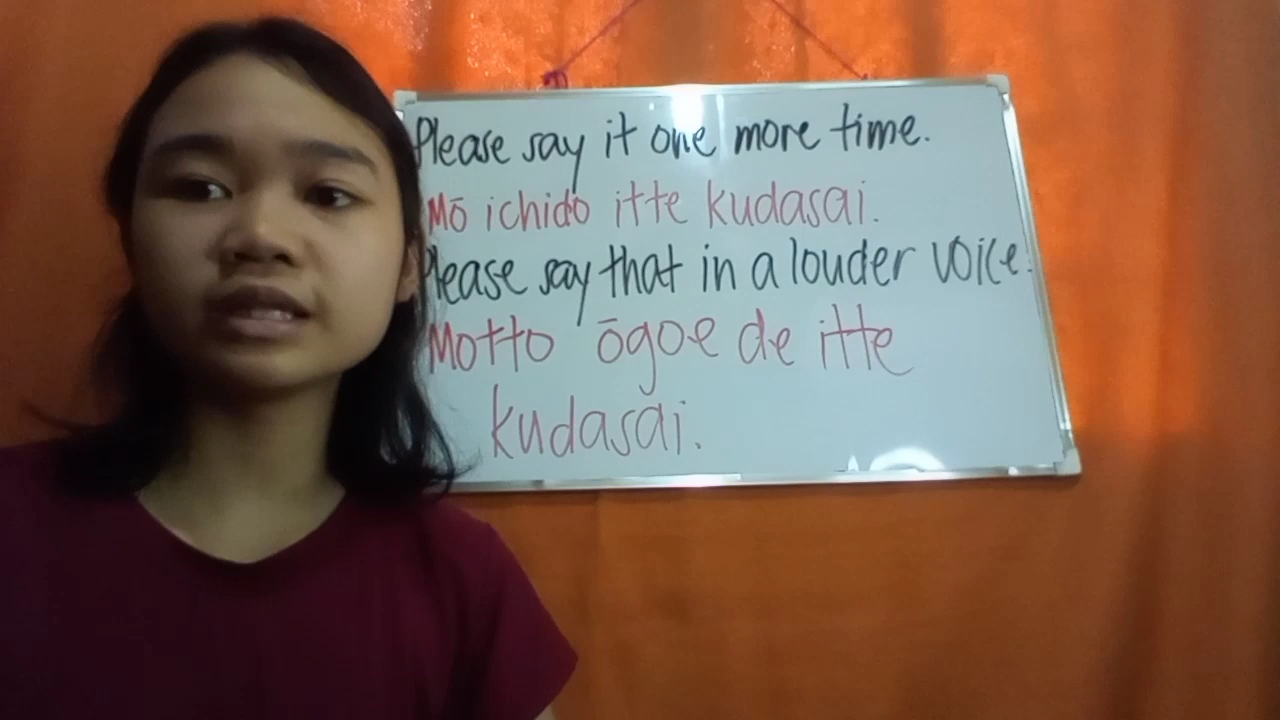 Please say it one more time.
Mō ichido itte kudasai.
Please say that in a louder voice.
Motto ōgoe de itte
kudasai.